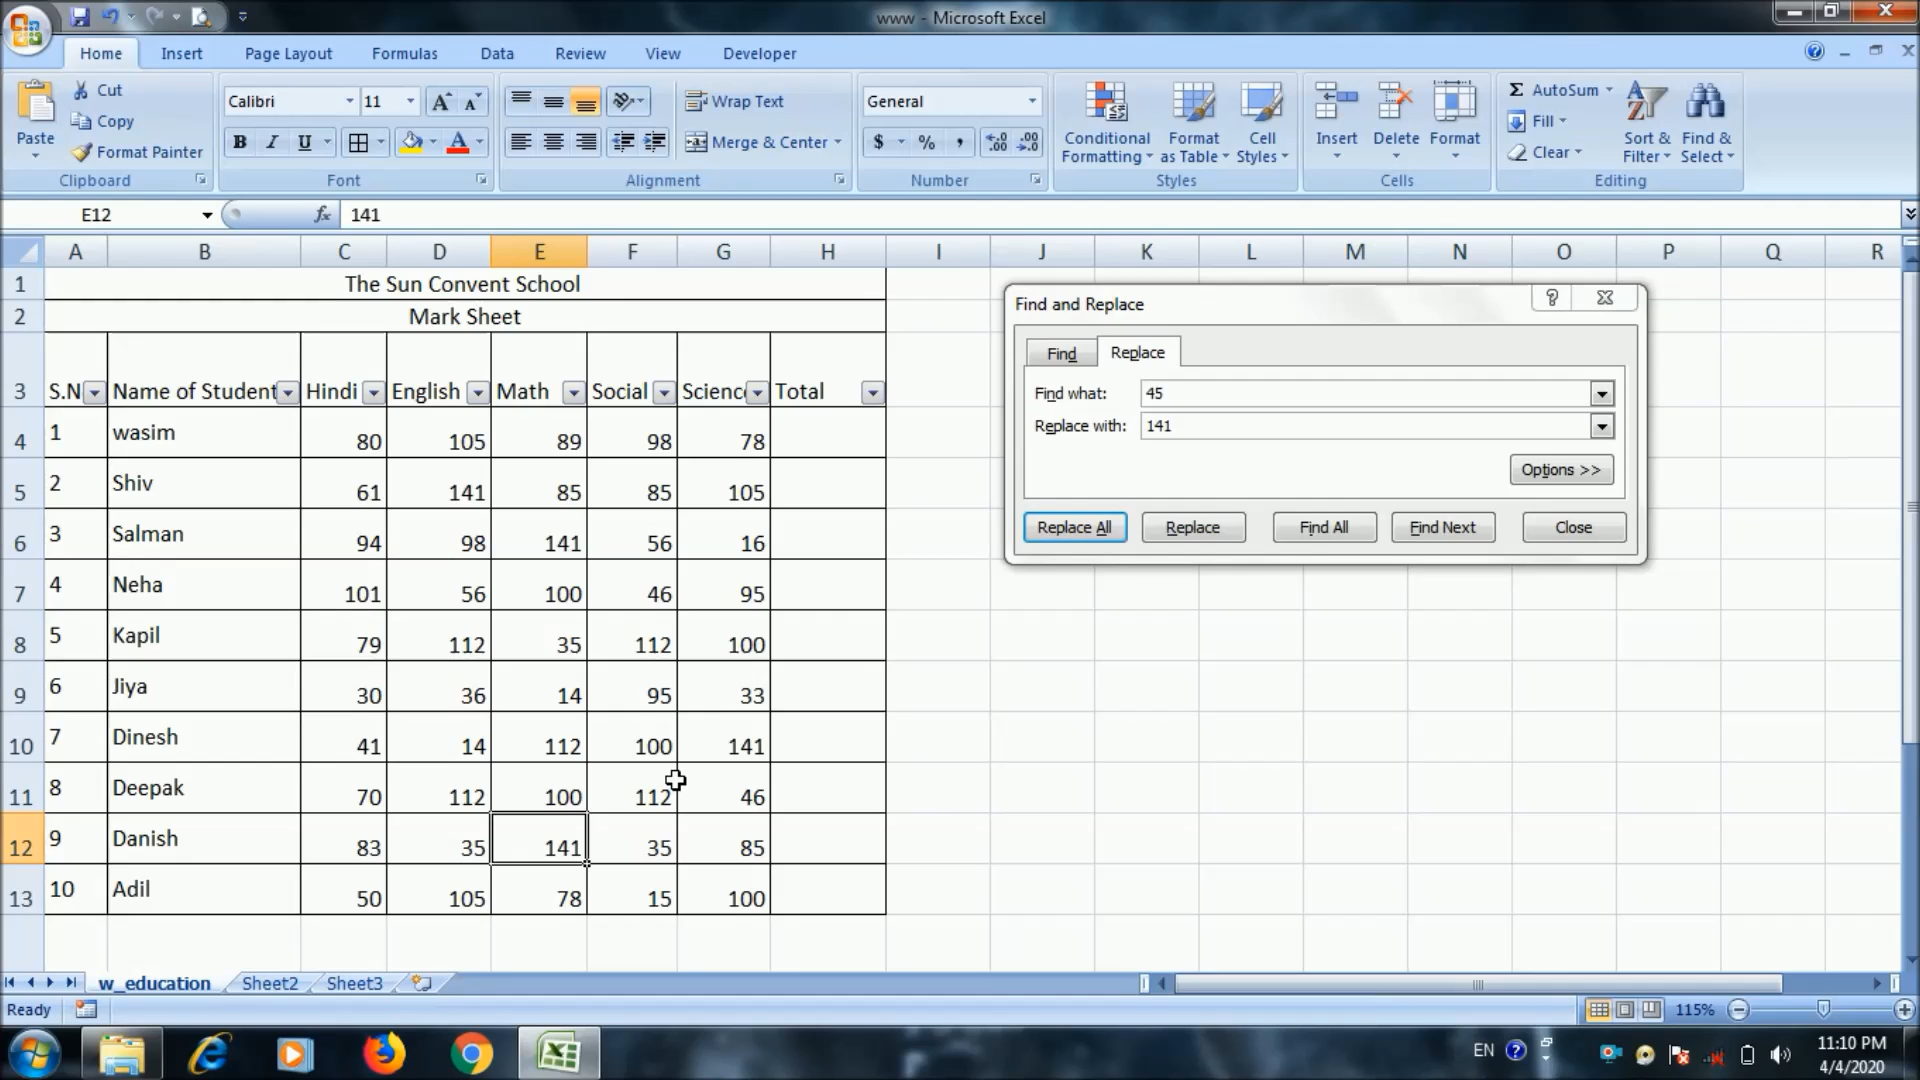 www - Microsoft Excel
Home Insert Page Layout Formulas Data Review View Developer
Paste Cut Copy Format Painter Clipboard
Calibri 11 B I U Font
Wrap Text Merge & Center Alignment
General $ % , Number
Conditional Formatting Format as Table Cell Styles Styles
Insert Delete Format Cells
Σ AutoSum Fill Clear Sort & Filter Find & Select Editing
E12 fx 141
A B C D E F G H I J K L M N O P Q R
1 The Sun Convent School
2 Mark Sheet
3 S.N Name of Student Hindi English Math Social Scienc Total
4 1 wasim 80 105 89 98 78
5 2 Shiv 61 141 85 85 105
6 3 Salman 94 98 141 56 16
7 4 Neha 101 56 100 46 95
8 5 Kapil 79 112 35 112 100
9 6 Jiya 30 36 14 95 33
10 7 Dinesh 41 14 112 100 141
11 8 Deepak 70 112 100 112 46
12 9 Danish 83 35 141 35 85
13 10 Adil 50 105 78 15 100
Find and Replace
Find Replace
Find what: 45
Replace with: 141
Options >>
Replace All Replace Find All Find Next Close
w_education Sheet2 Sheet3
Ready 115%
EN 11:10 PM
4/4/2020